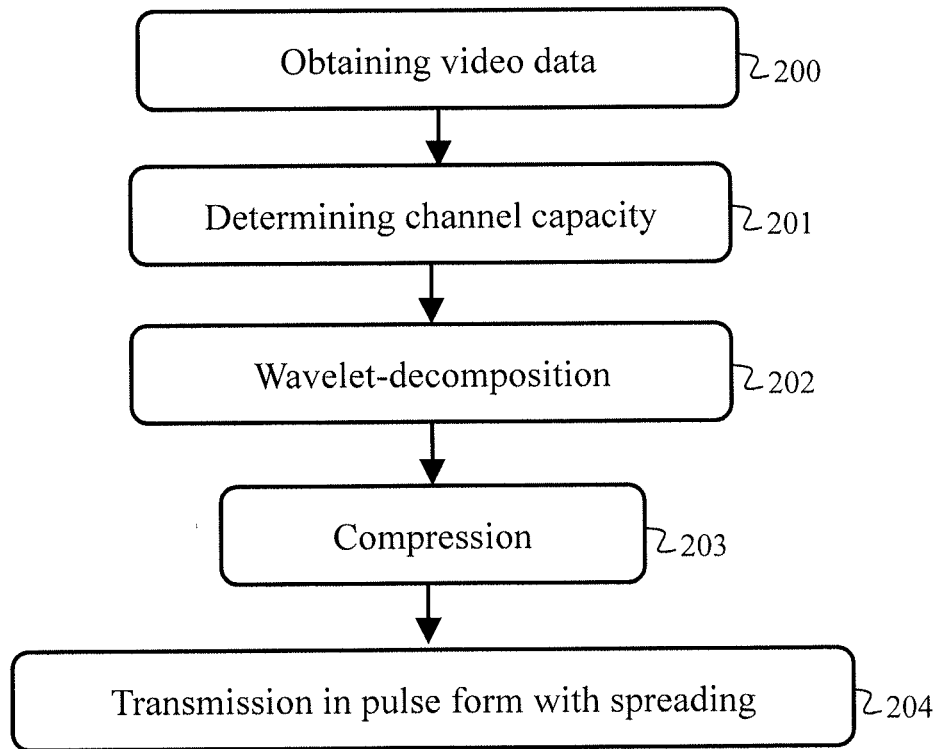 Obtaining video data
200
Determining channel capacity
201
Wavelet-decomposition
202
Compression
203
Transmission in pulse form with spreading
204